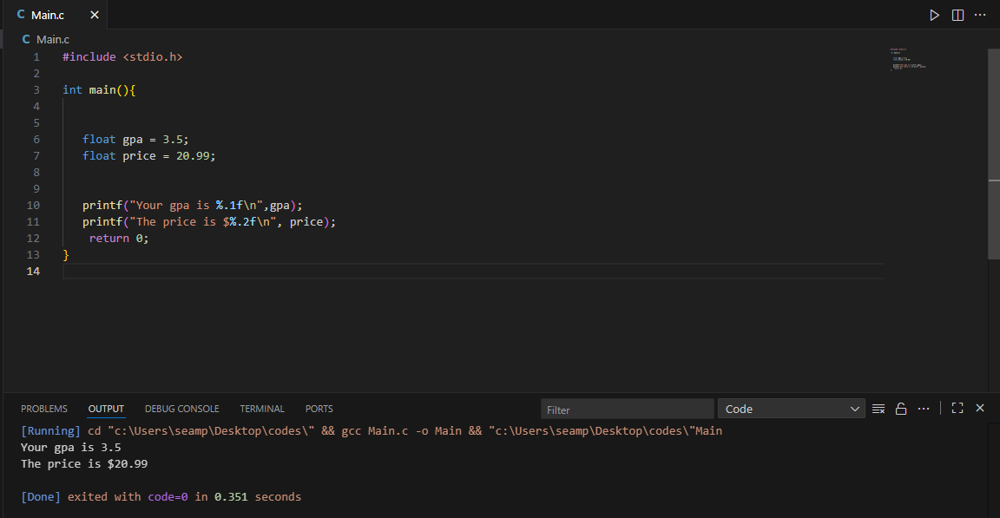 C Main.c ×
C Main.c
1 #include <stdio.h>
2
3 int main(){
4
5
6 float gpa = 3.5;
7 float price = 20.99;
8
9
10 printf("Your gpa is %.1f\n",gpa);
11 printf("The price is $%.2f\n", price);
12 return 0;
13 }
14
PROBLEMS OUTPUT DEBUG CONSOLE TERMINAL PORTS Filter Code
[Running] cd "c:\Users\seamp\Desktop\codes\" && gcc Main.c -o Main && "c:\Users\seamp\Desktop\codes\"Main
Your gpa is 3.5
The price is $20.99
[Done] exited with code=0 in 0.351 seconds